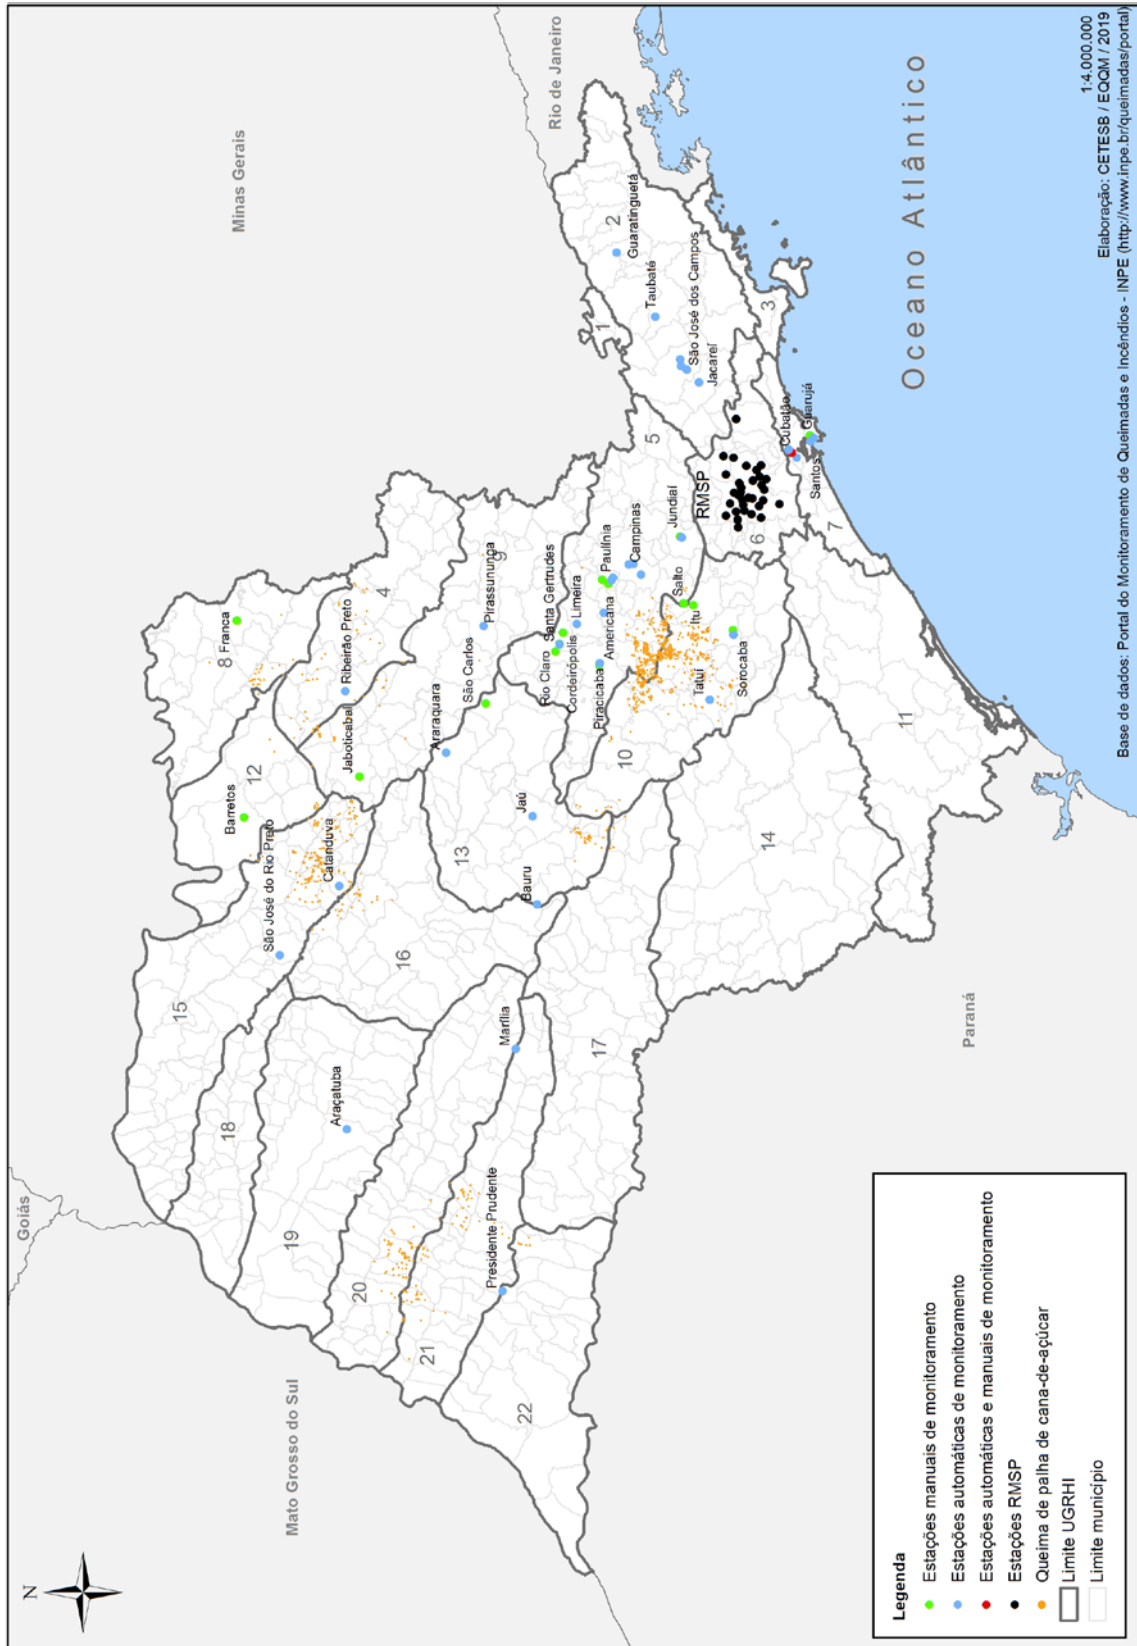 N
Goiás
Minas Gerais
Mato Grosso do Sul
Rio de Janeiro
Paraná
Oceano Atlântico
15
18
19
20
21
22
17
16
13
12
8
4
9
5
1
2
3
6
7
10
14
11
Franca
Barretos
Ribeirão Preto
Jaboticabal
São José do Rio Preto
Catanduva
Araçatuba
Araraquara
São Carlos
Pirassununga
Santa Gertrudes
Rio Claro
Cordeirópolis
Limeira
Jaú
Bauru
Marília
Presidente Prudente
Piracicaba
Americana
Paulínia
Campinas
Jundiaí
Salto
Itu
Tatuí
Sorocaba
RMSP
Guaratinguetá
Taubaté
São José dos Campos
Jacareí
Cubatão
Guarujá
Santos
Legenda
Estações manuais de monitoramento
Estações automáticas de monitoramento
Estações automáticas e manuais de monitoramento
Estações RMSP
Queima de palha de cana-de-açúcar
Limite UGRHI
Limite município
1:4.000.000
Elaboração: CETESB / EQQM / 2019
Base de dados: Portal do Monitoramento de Queimadas e Incêndios - INPE (http://www.inpe.br/queimadas/portal)